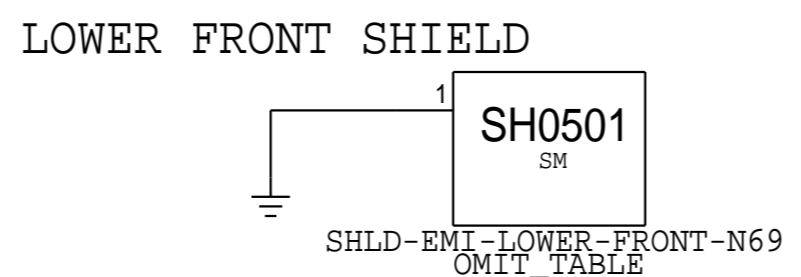 LOWER FRONT SHIELD
1
SH0501
SM
SHLD-EMI-LOWER-FRONT-N69
OMIT_TABLE